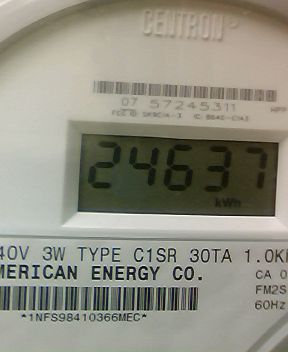 CENTRON®
07 57245311
24637
kWh
40V 3W TYPE C1SR 30TA 1.0K
MERICAN ENERGY CO.
CA 0
FM2S
60Hz
*1NFS98410366MEC*